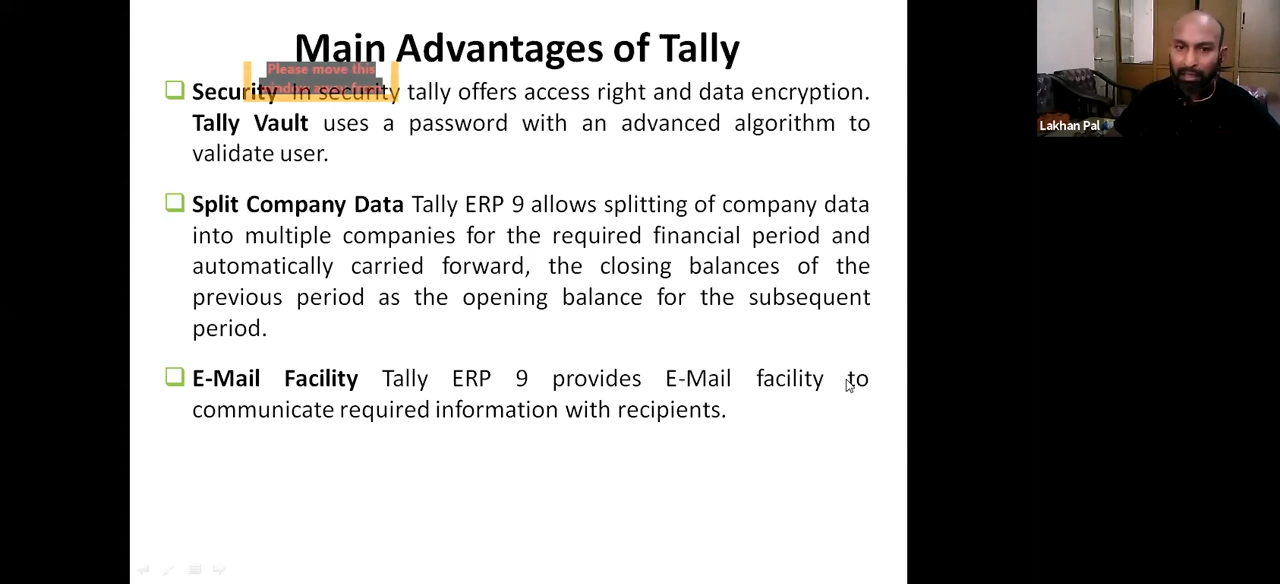 Main Advantages of Tally
Please move this
Security In security tally offers access right and data encryption.
Tally Vault uses a password with an advanced algorithm to
validate user.
Split Company Data Tally ERP 9 allows splitting of company data
into multiple companies for the required financial period and
automatically carried forward, the closing balances of the
previous period as the opening balance for the subsequent
period.
E-Mail Facility Tally ERP 9 provides E-Mail facility to
communicate required information with recipients.
Lakhan Pal